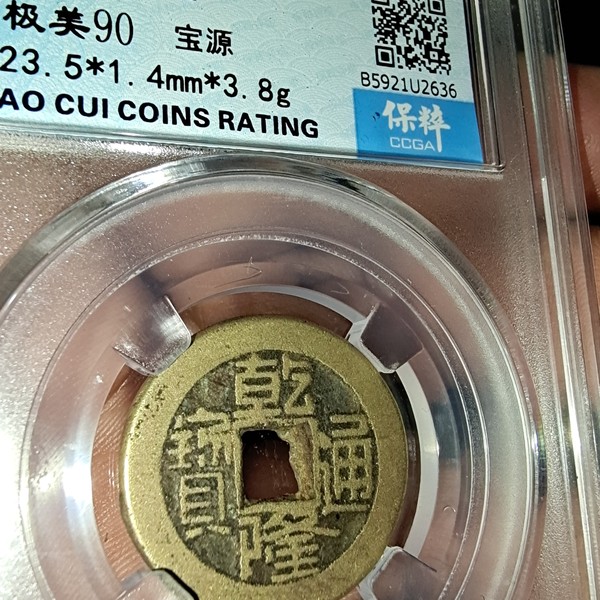 极美90 宝源
23.5*1.4mm*3.8g
AO CUI COINS RATING
B5921U2636
保粹
CCGA
乾隆通寳